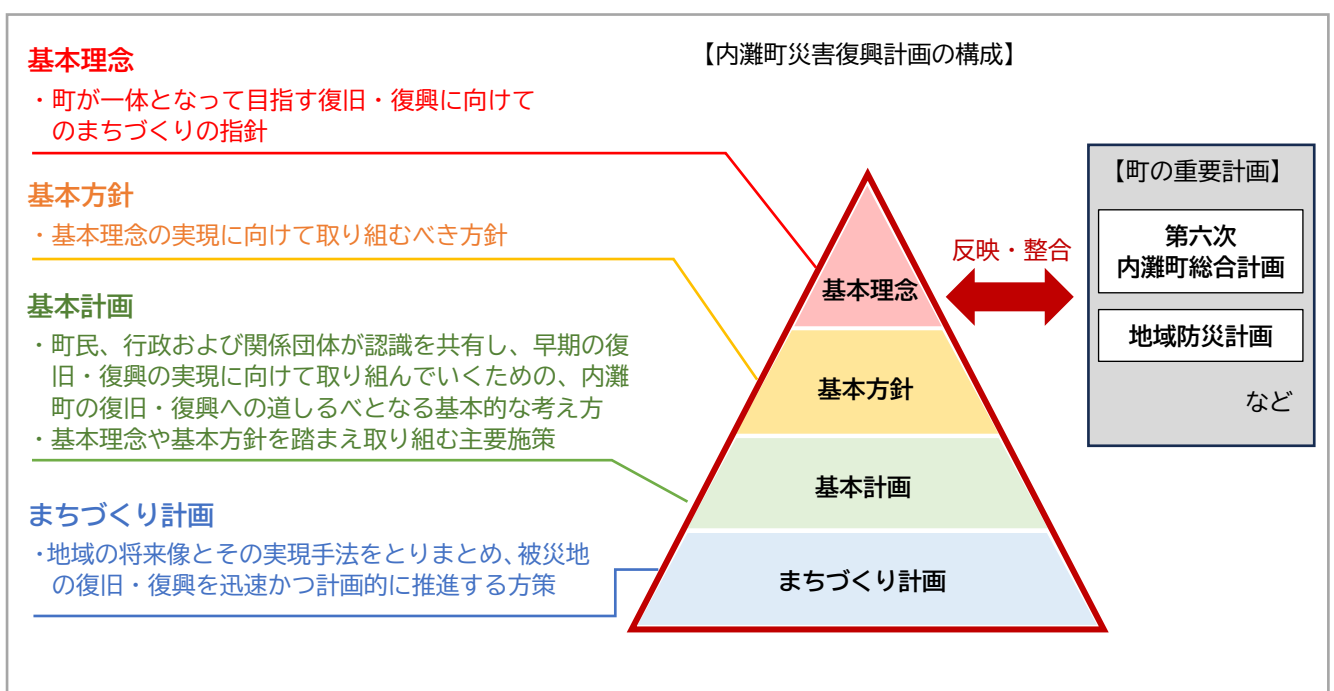 【内灘町災害復興計画の構成】
基本理念
・町が一体となって目指す復旧・復興に向けて
のまちづくりの指針
基本方針
・基本理念の実現に向けて取り組むべき方針
基本計画
・町民、行政および関係団体が認識を共有し、早期の復
旧・復興の実現に向けて取り組んでいくための、内灘
町の復旧・復興への道しるべとなる基本的な考え方
・基本理念や基本方針を踏まえ取り組む主要施策
まちづくり計画
・地域の将来像とその実現手法をとりまとめ、被災地
の復旧・復興を迅速かつ計画的に推進する方策
基本理念
基本方針
基本計画
まちづくり計画
反映・整合
【町の重要計画】
第六次
内灘町総合計画
地域防災計画
など